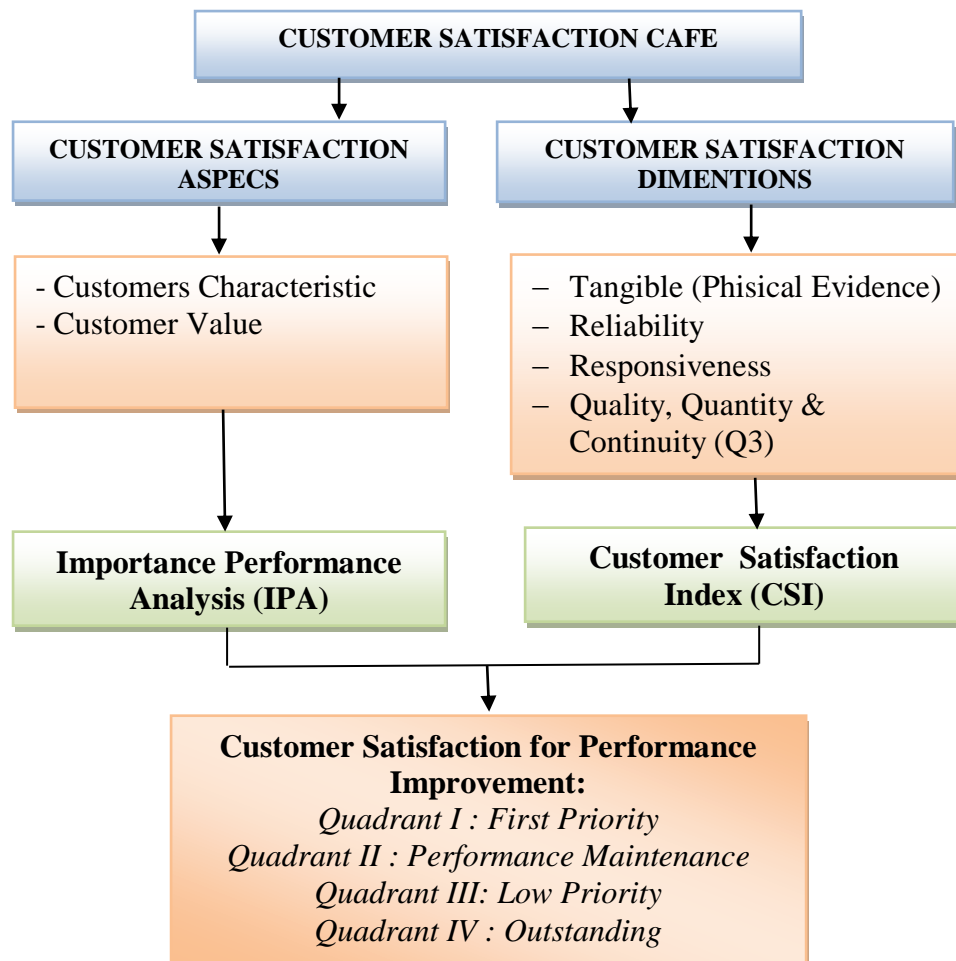 CUSTOMER SATISFACTION CAFE
CUSTOMER SATISFACTION
ASPECS
CUSTOMER SATISFACTION
DIMENTIONS
- Customers Characteristic
- Customer Value
– Tangible (Phisical Evidence)
– Reliability
– Responsiveness
– Quality, Quantity &
Continuity (Q3)
Importance Performance
Analysis (IPA)
Customer Satisfaction
Index (CSI)
Customer Satisfaction for Performance
Improvement:
Quadrant I : First Priority
Quadrant II : Performance Maintenance
Quadrant III: Low Priority
Quadrant IV : Outstanding